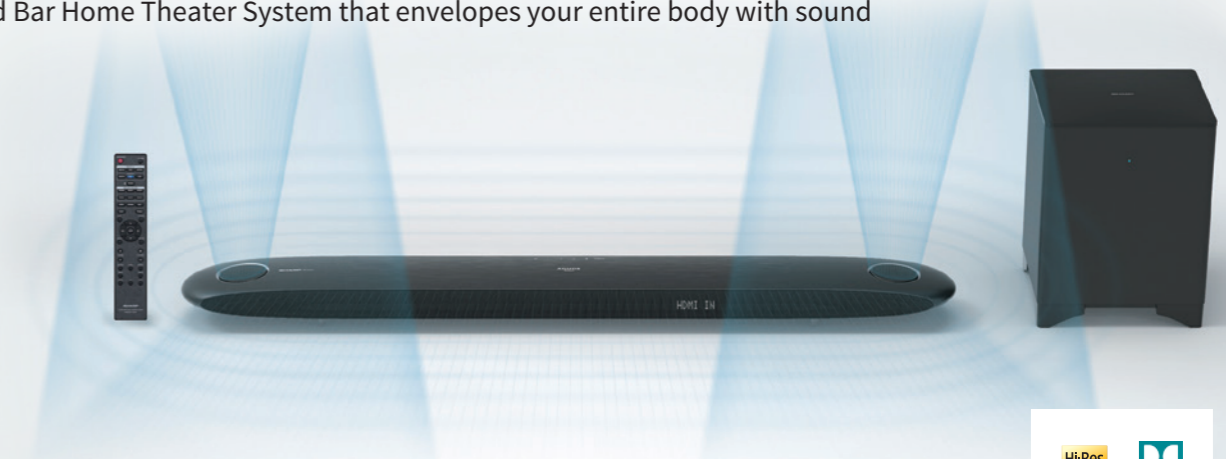 d Bar Home Theater System that envelopes your entire body with sound
HDMI IN
Hi-Res